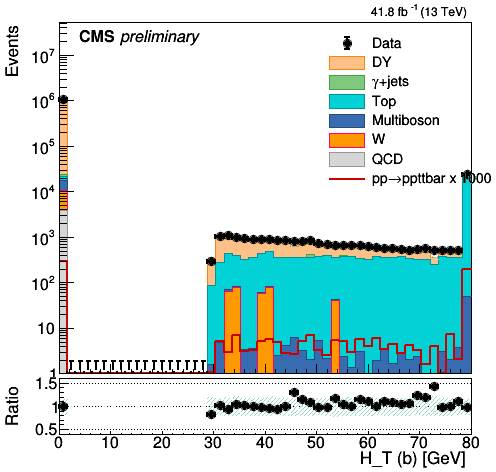 41.8 fb⁻¹ (13 TeV)
CMS preliminary
Events
10⁷
10⁶
10⁵
10⁴
10³
10²
10
1
Data
DY
γ+jets
Top
Multiboson
W
QCD
pp→ppttbar x 1000
Ratio
1.5
1
0.5
0 10 20 30 40 50 60 70 80
H_T (b) [GeV]